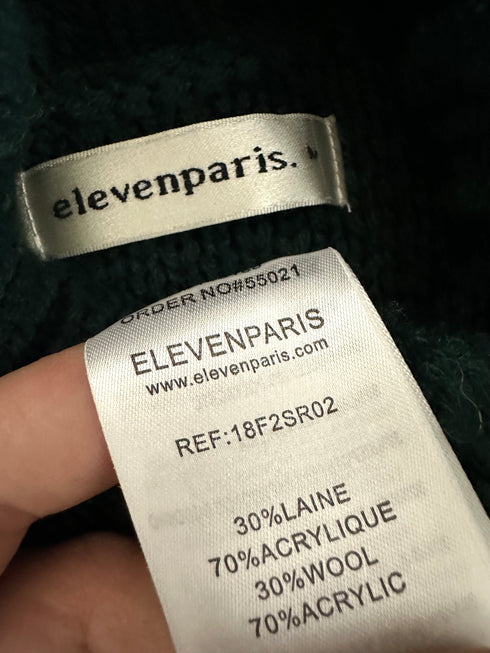 elevenparis.
ORDER NO#55021
ELEVENPARIS
www.elevenparis.com
REF:18F2SR02
30%LAINE
70%ACRYLIQUE
30%WOOL
70%ACRYLIC